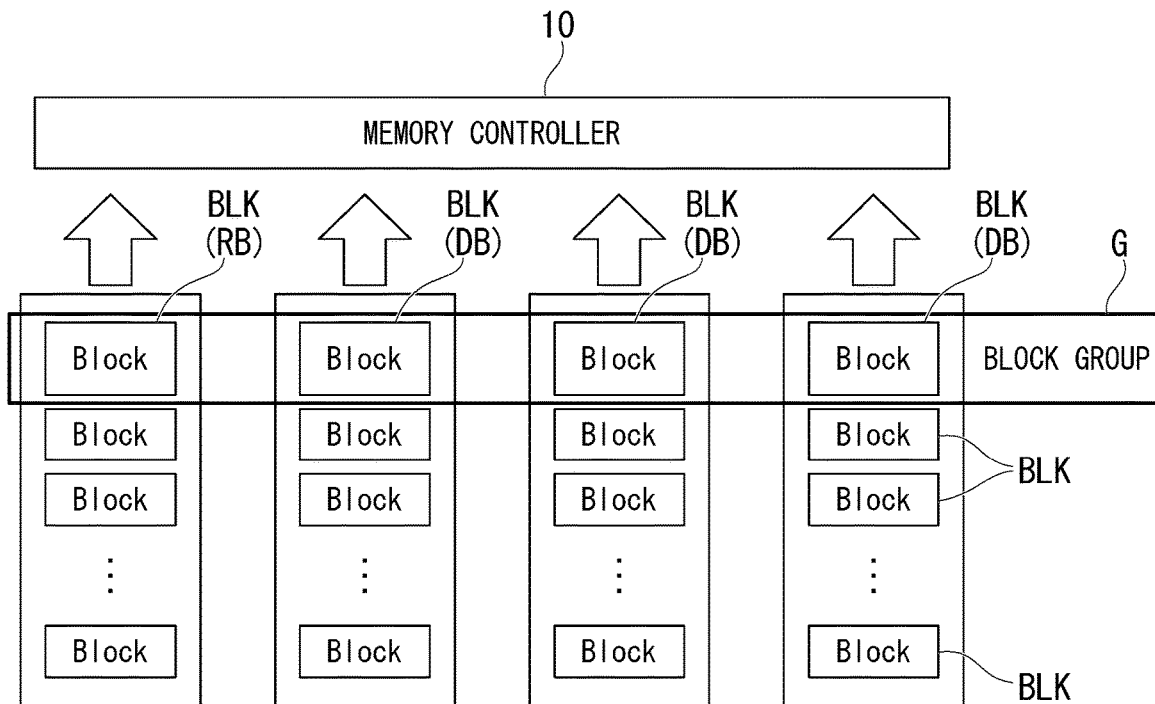 10
MEMORY CONTROLLER
BLK BLK BLK BLK
(RB) (DB) (DB) (DB) G
Block Block Block Block BLOCK GROUP
Block Block Block Block
BLK
Block Block Block Block
⋮ ⋮ ⋮ ⋮
Block Block Block Block
BLK